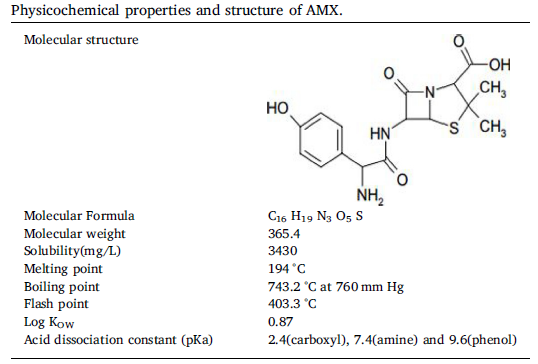 Physicochemical properties and structure of AMX.
Molecular structure
O
OH
O
N
CH3
HO
S
CH3
HN
O
NH2
Molecular Formula C16 H19 N3 O5 S
Molecular weight 365.4
Solubility(mg/L) 3430
Melting point 194 °C
Boiling point 743.2 °C at 760 mm Hg
Flash point 403.3 °C
Log KOW 0.87
Acid dissociation constant (pKa) 2.4(carboxyl), 7.4(amine) and 9.6(phenol)